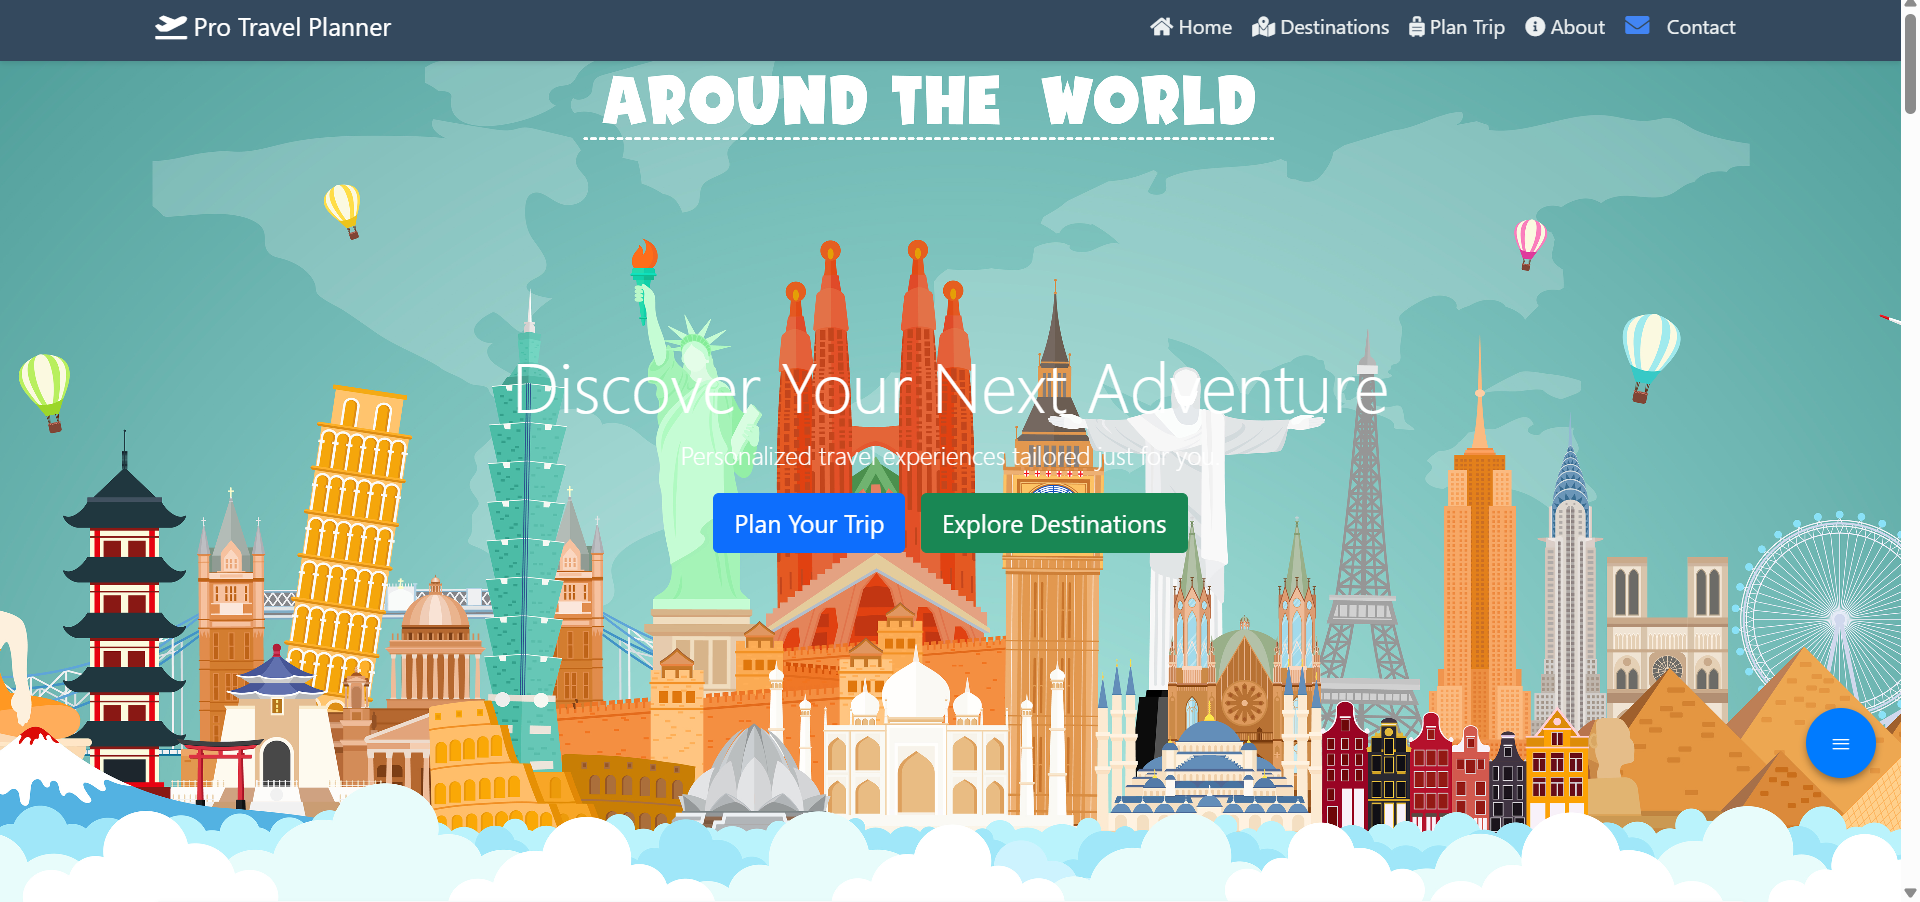 Pro Travel Planner
Home Destinations Plan Trip About Contact
AROUND THE WORLD
Discover Your Next Adventure
Personalized travel experiences tailored just for you
Plan Your Trip Explore Destinations